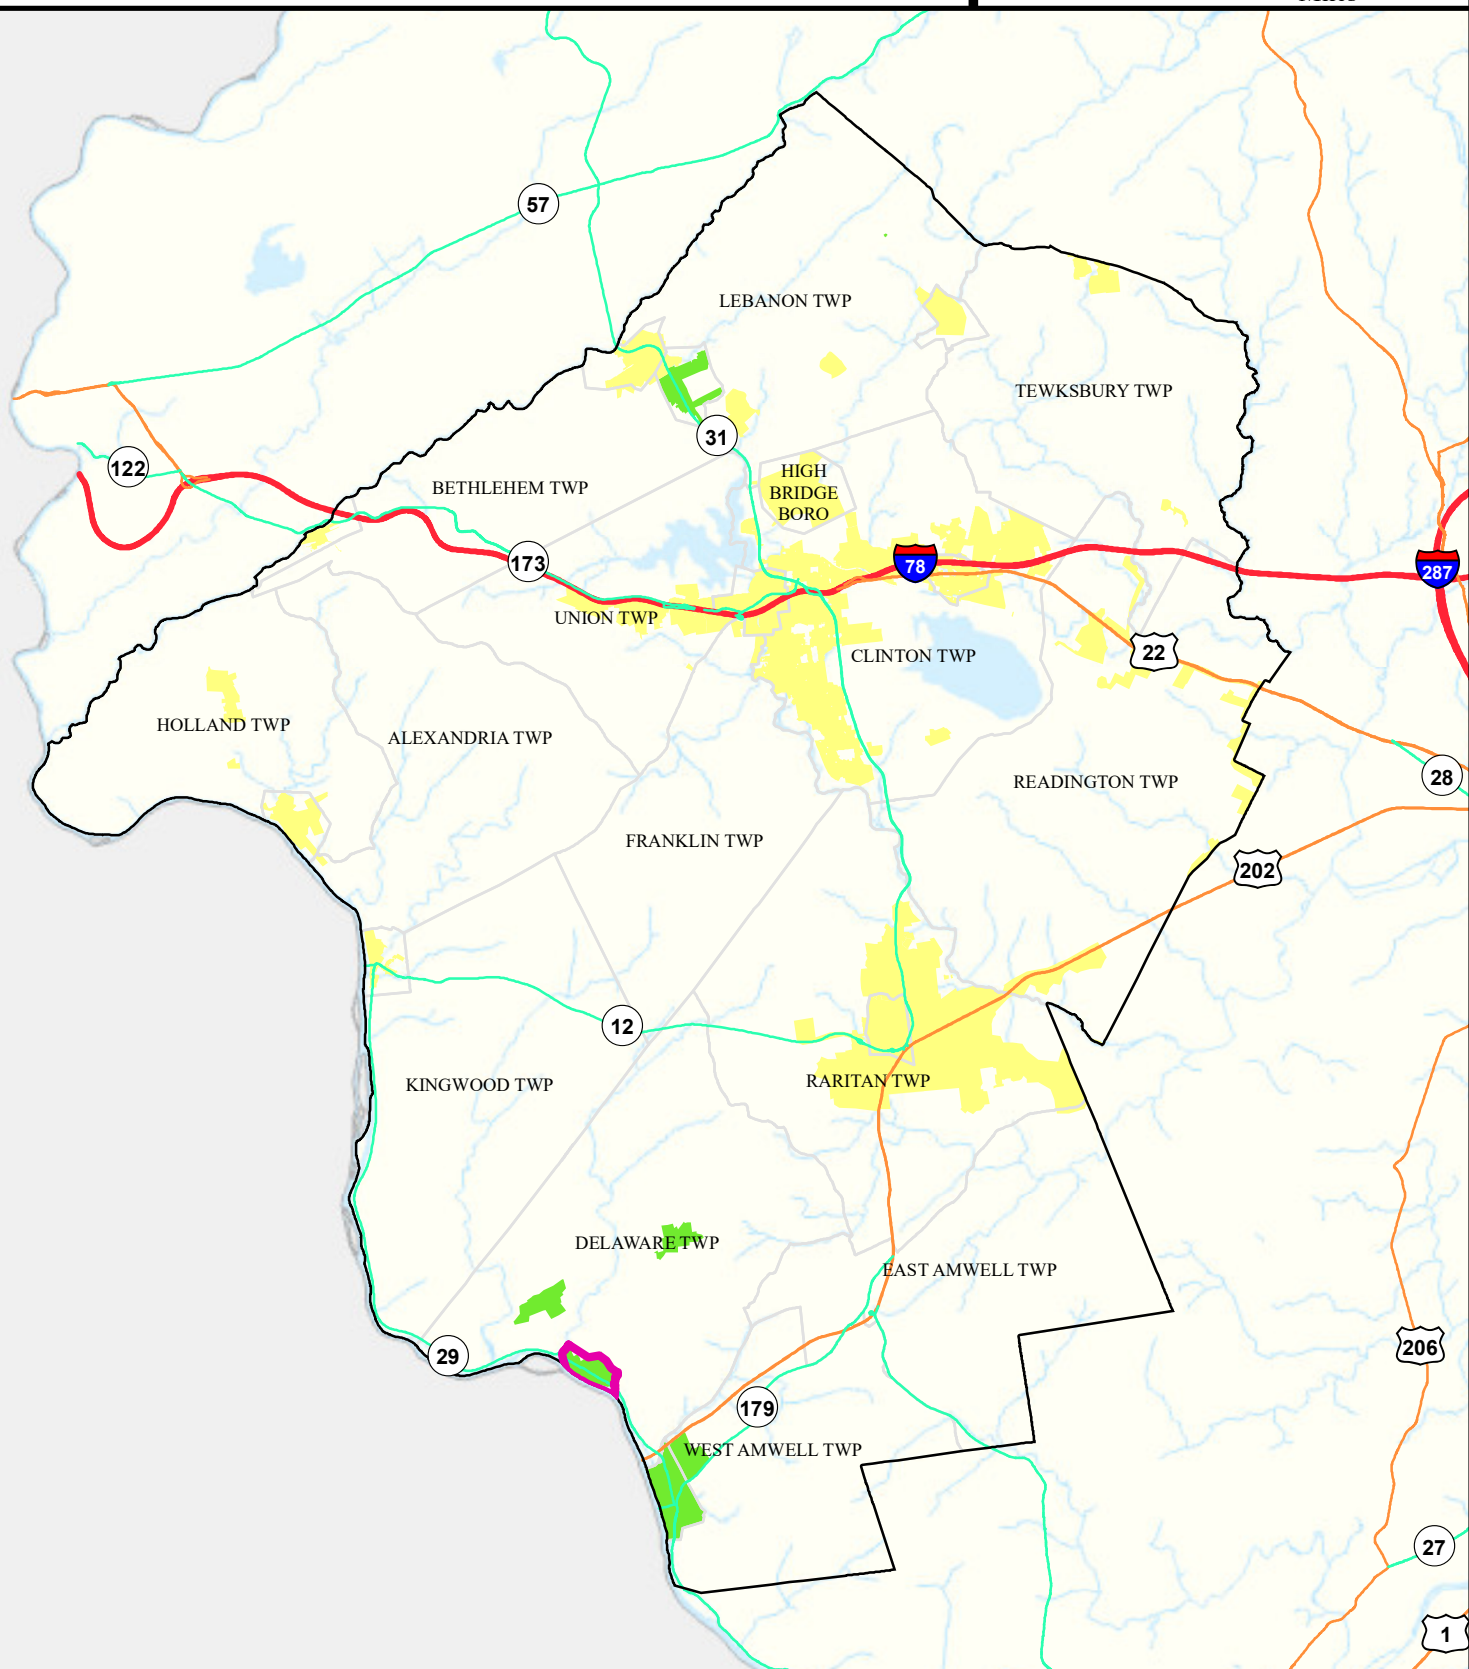 57
LEBANON TWP
TEWKSBURY TWP
31
122
HIGH
BRIDGE
BORO
BETHLEHEM TWP
173
78
287
UNION TWP
CLINTON TWP
22
HOLLAND TWP
ALEXANDRIA TWP
READINGTON TWP
28
FRANKLIN TWP
202
12
RARITAN TWP
KINGWOOD TWP
DELAWARE TWP
EAST AMWELL TWP
206
29
179
WEST AMWELL TWP
27
1